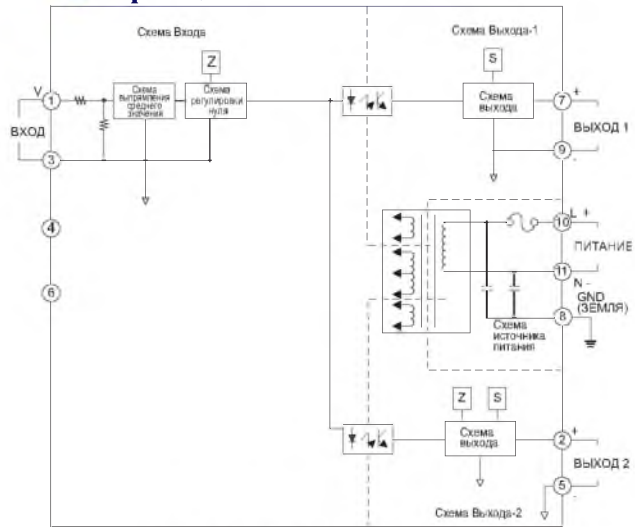 Схема Входа
Схема Выхода-1
Z
S
V
1
Схема
выпрямления
среднего
значения
Схема
регулировки
нуля
Схема
выхода
7
+
ВХОД
ВЫХОД 1
3
9
-
4
10
L +
ПИТАНИЕ
11
6
N -
GND
(ЗЕМЛЯ)
8
Схема
источника
питания
Z
S
Схема
выхода
2
+
ВЫХОД 2
5
-
Схема Выхода-2